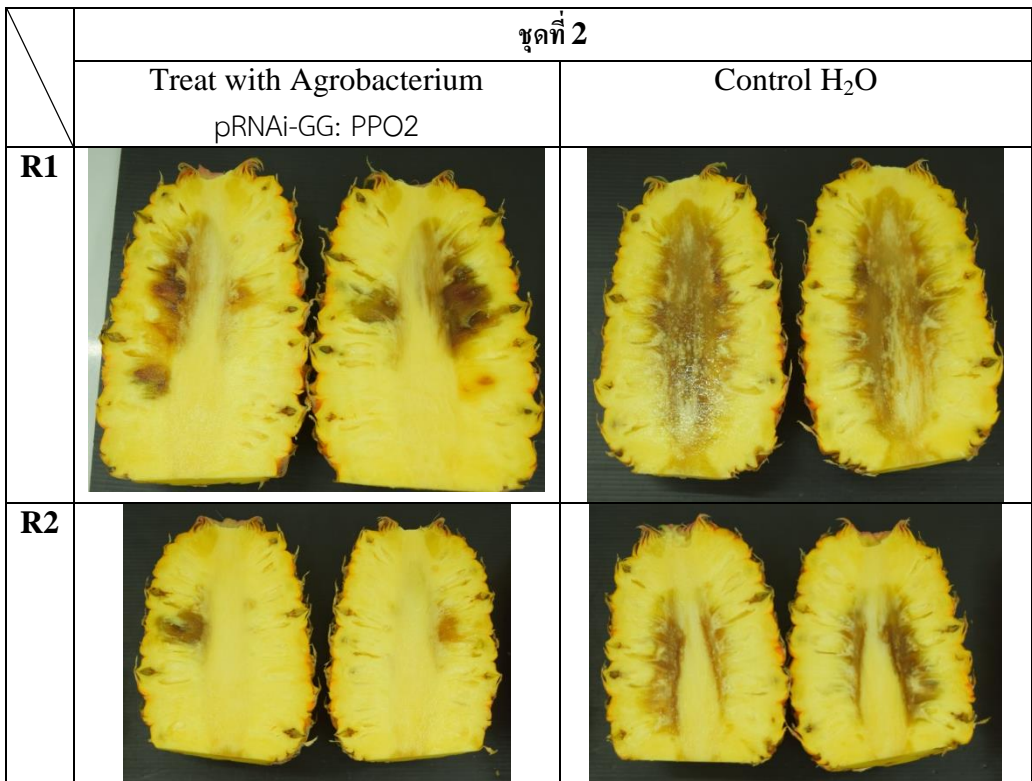 ชุดที่ 2
Treat with Agrobacterium
pRNAi-GG: PPO2
Control H₂O
R1
R2